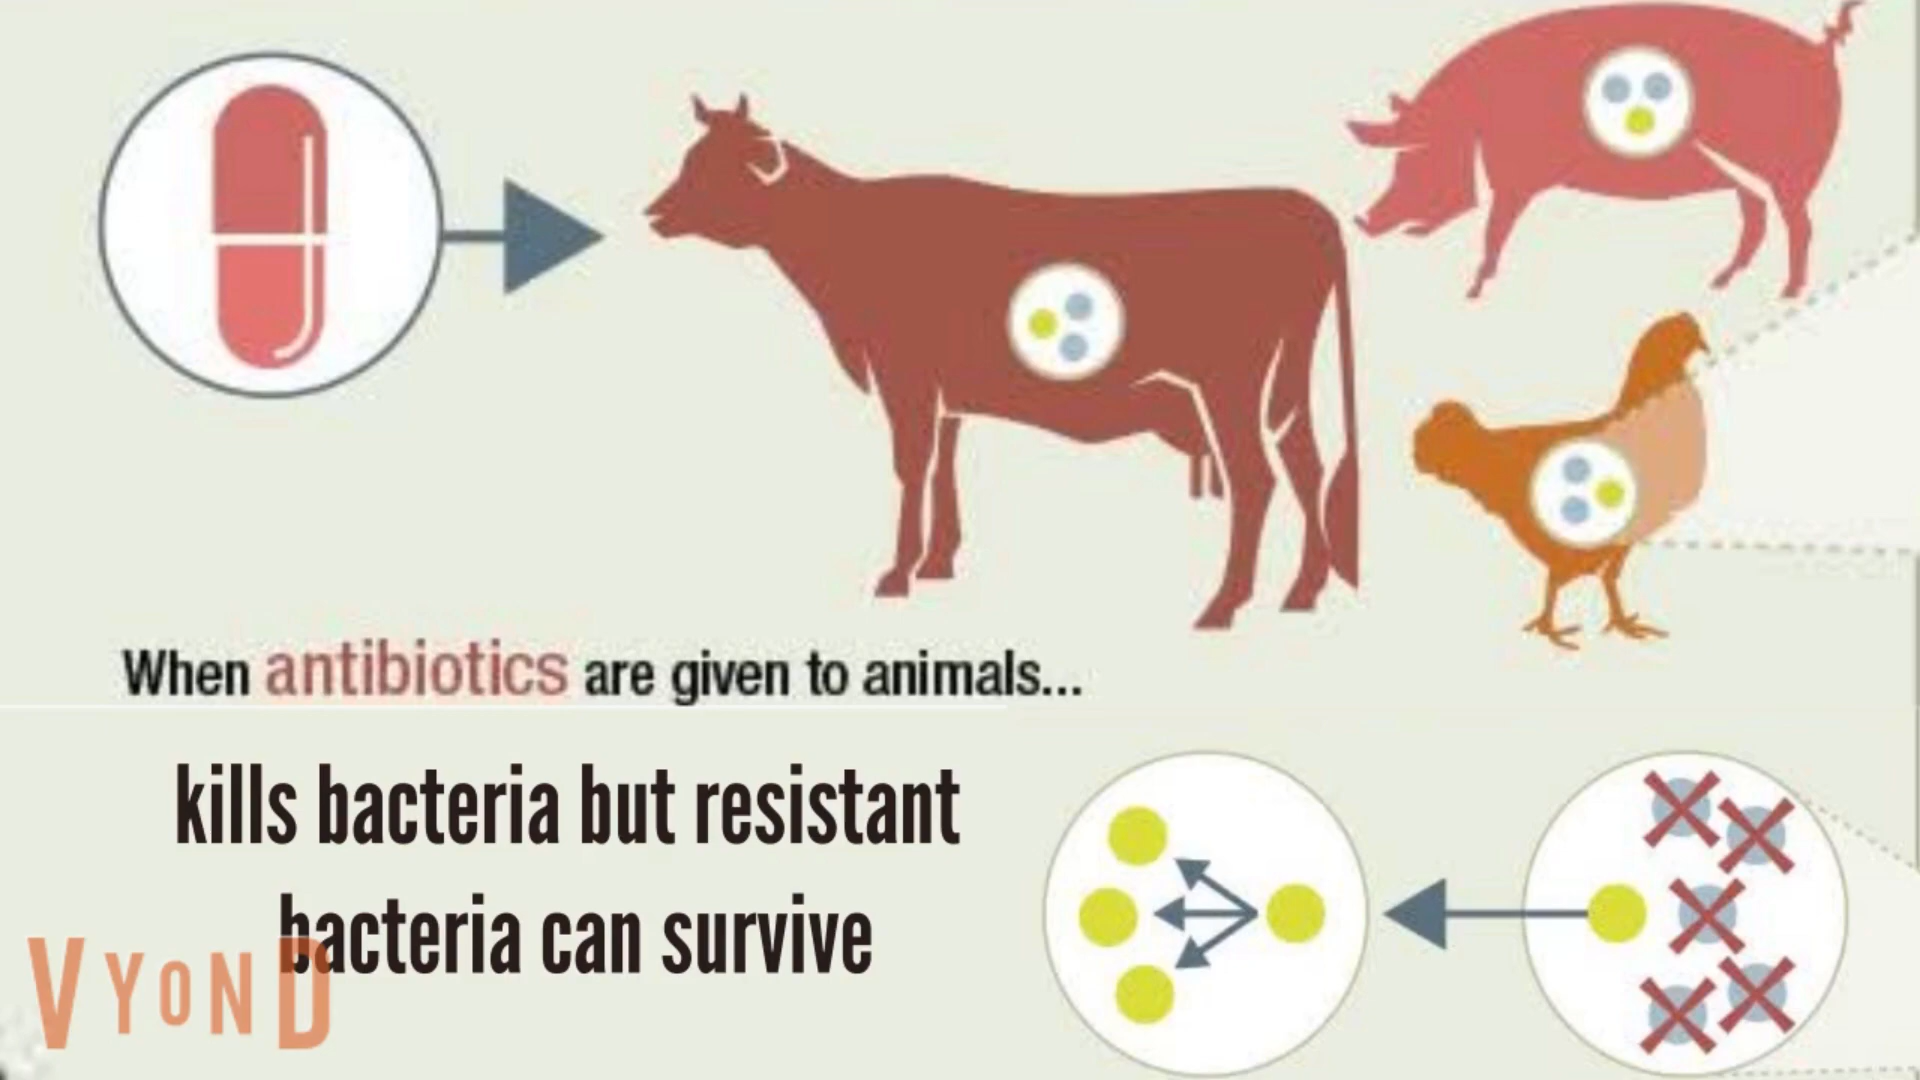 When antibiotics are given to animals...
kills bacteria but resistant
bacteria can survive
VYOND